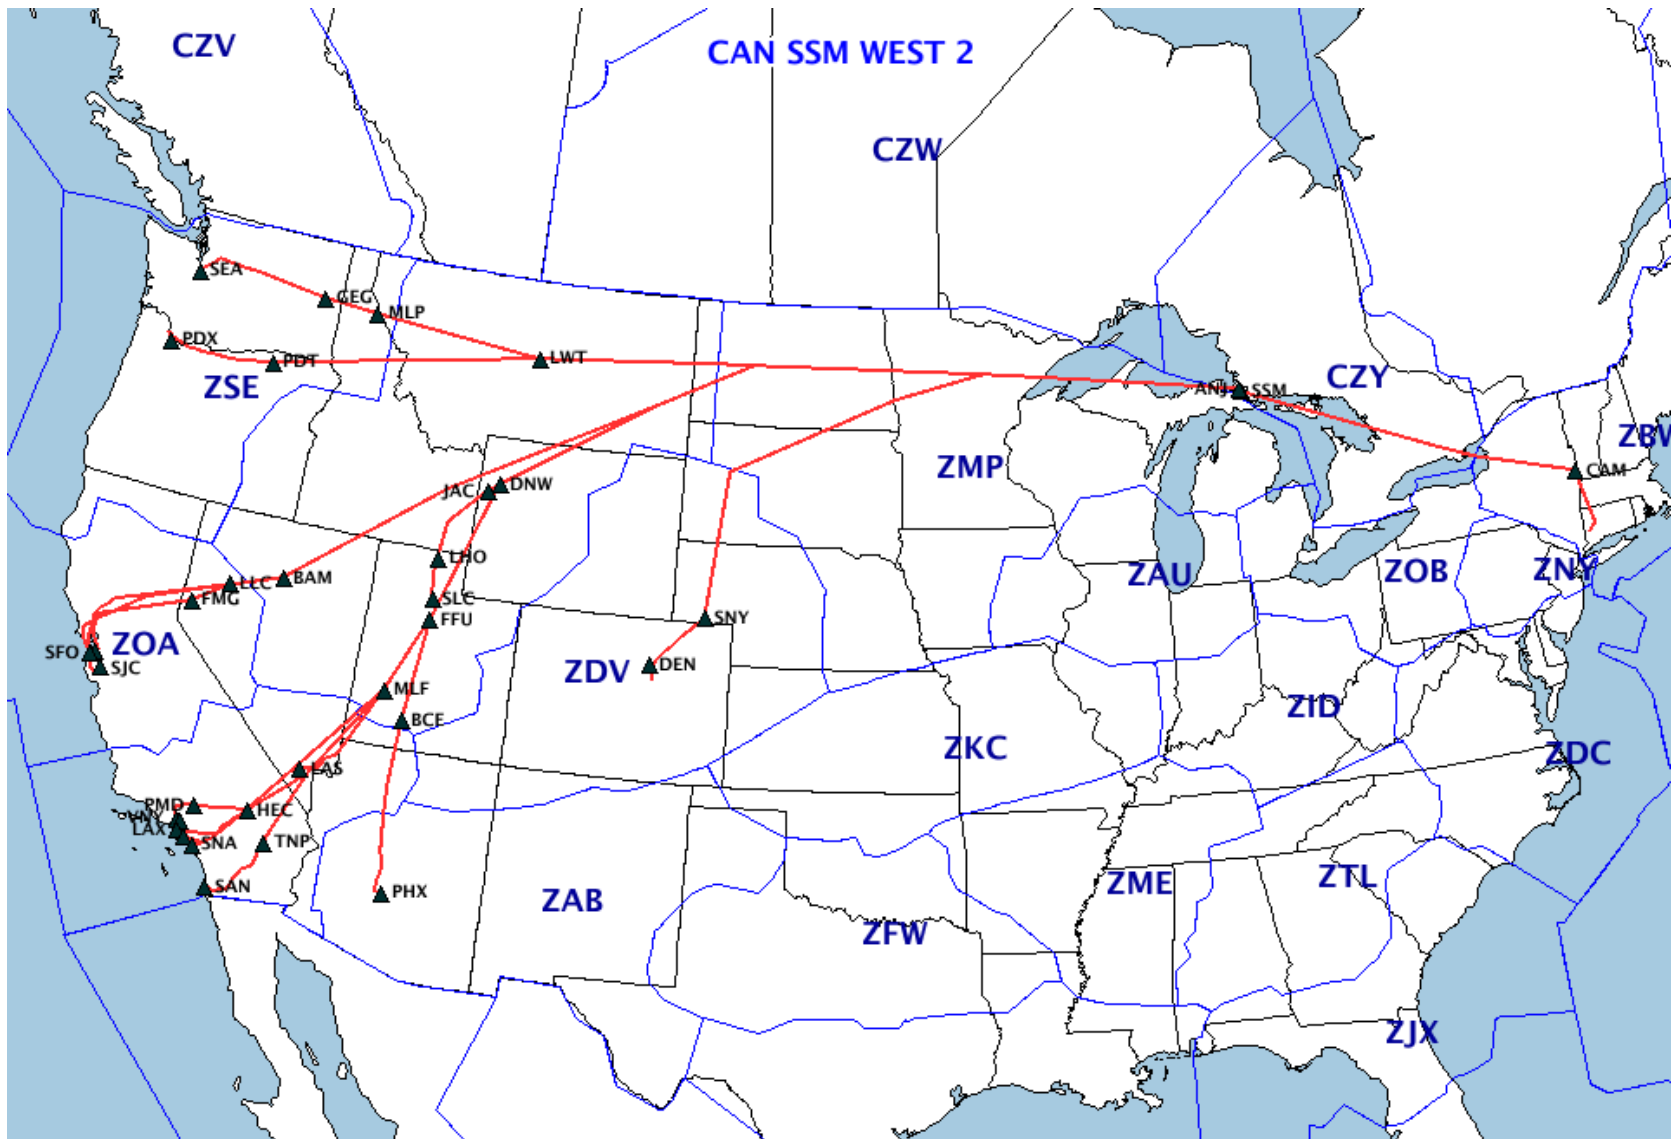 CZV
CAN SSM WEST 2
CZW
SEA
GEG
MLP
PDX
PDT
LWT
ZSE
CZY
ANJ
SSM
ZBW
ZMP
CAM
JAC
DNW
LHO
BAM
LLC
FMG
SLC
FFU
ZAU
ZOB
ZNY
SNY
SFO
ZOA
SJC
ZDV
DEN
MLF
BCE
ZID
ZKC
ZDC
LAS
PMD
HEC
VNY
LAX
SNA
TNP
SAN
PHX
ZAB
ZME
ZTL
ZFW
ZJX